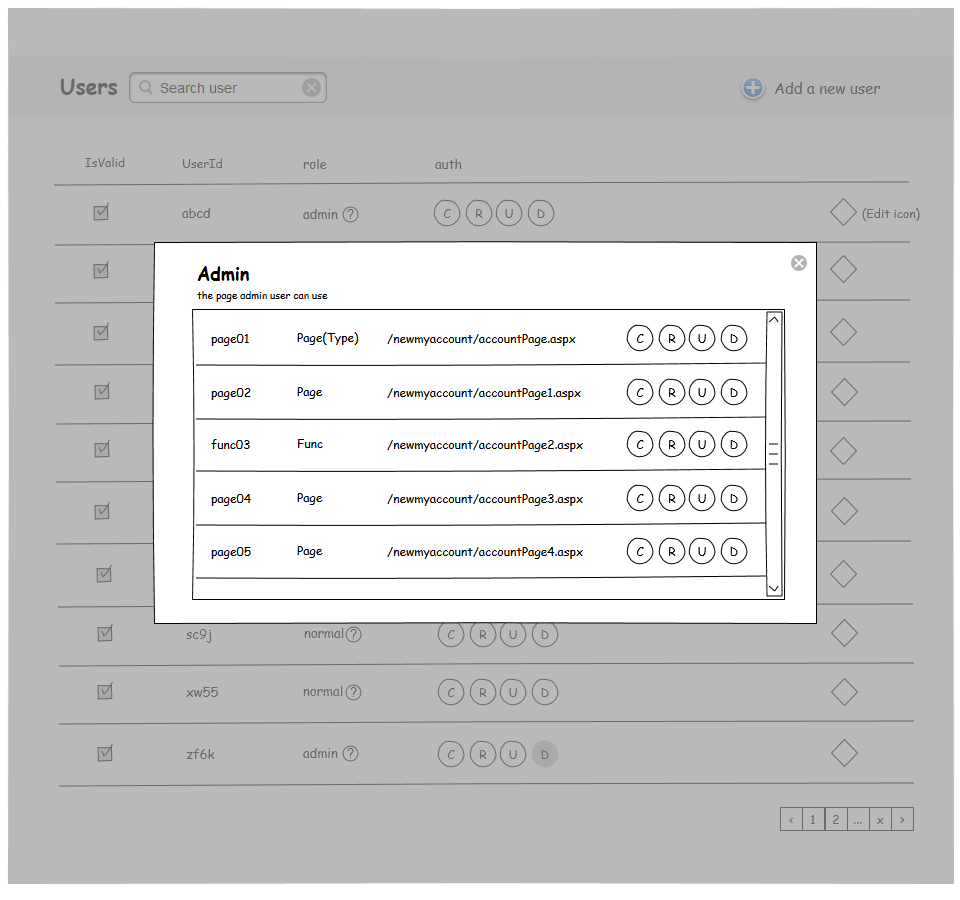 Users Search user Add a new user
IsValid UserId role auth
abcd admin ? C R U D (Edit icon)
Admin
the page admin user can use
page01 Page(Type) /newmyaccount/accountPage.aspx C R U D
page02 Page /newmyaccount/accountPage1.aspx C R U D
func03 Func /newmyaccount/accountPage2.aspx C R U D
page04 Page /newmyaccount/accountPage3.aspx C R U D
page05 Page /newmyaccount/accountPage4.aspx C R U D
sc9j normal ? C R U D
xw55 normal ? C R U D
zf6k admin ? C R U D
< 1 2 ... x >